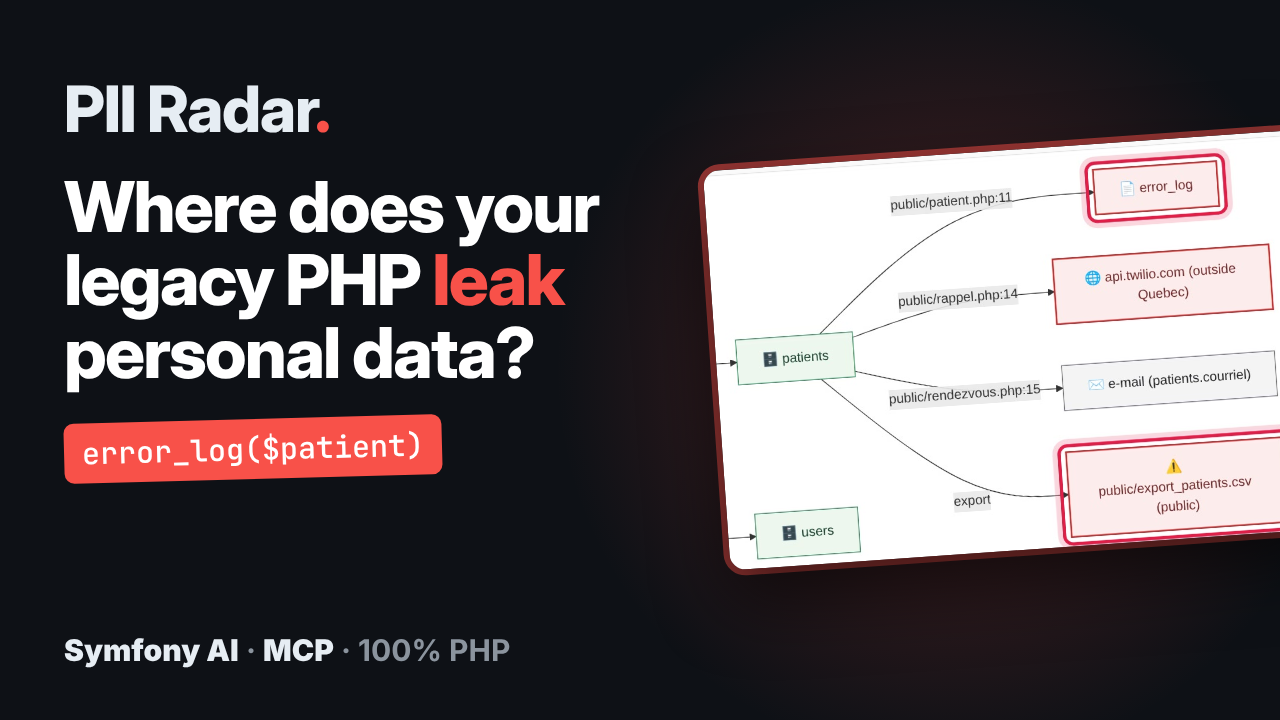 PII Radar.
Where does your
legacy PHP leak
personal data?
error_log($patient)
Symfony AI · MCP · 100% PHP
public/patient.php:11
error_log
public/rappel.php:14
api.twilio.com (outside
Quebec)
patients
public/rendezvous.php:15
e-mail (patients.courriel)
export
public/export_patients.csv
(public)
users